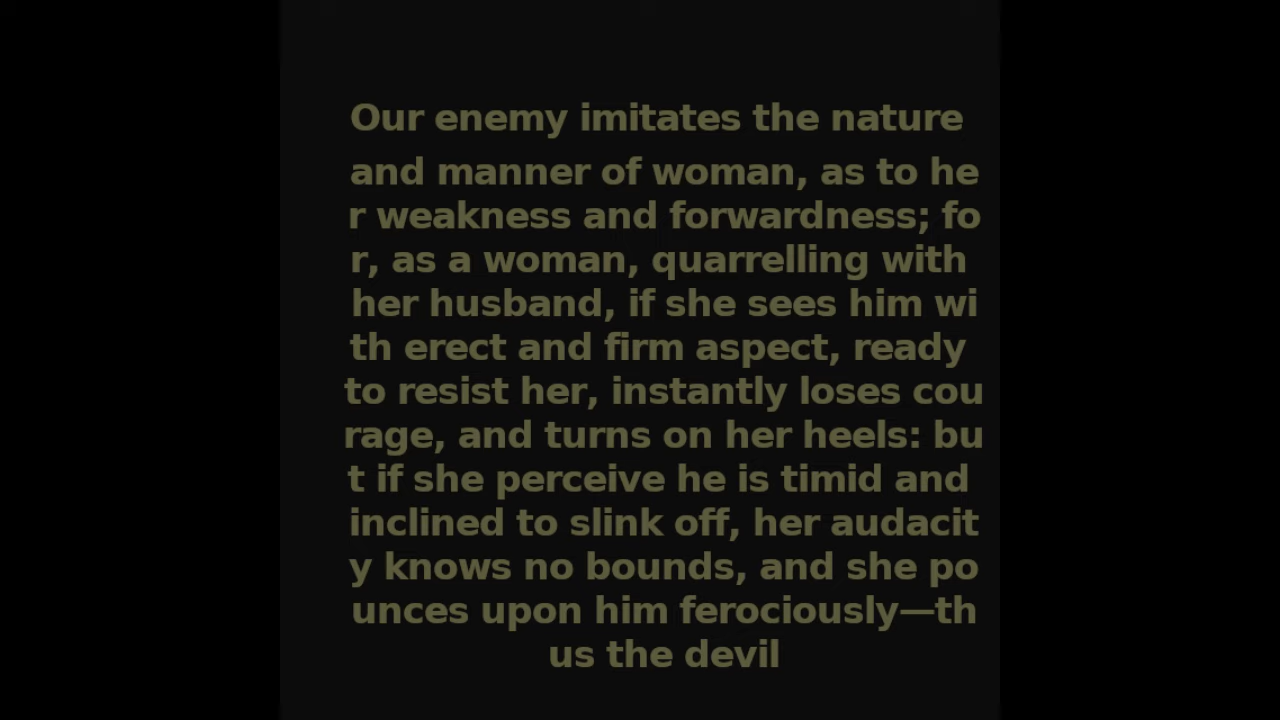 Our enemy imitates the nature
and manner of woman, as to he
r weakness and forwardness; fo
r, as a woman, quarrelling with
her husband, if she sees him wi
th erect and firm aspect, ready
to resist her, instantly loses cou
rage, and turns on her heels: bu
t if she perceive he is timid and
inclined to slink off, her audacit
y knows no bounds, and she po
unces upon him ferociously—th
us the devil